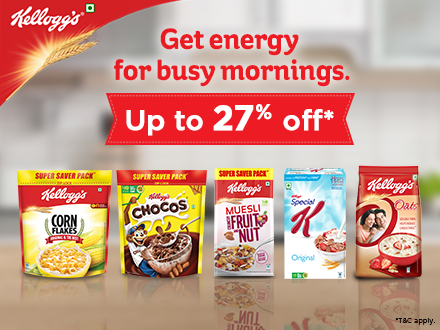 Kellogg's
Get energy
for busy mornings.
Up to 27% off*
SUPER SAVER PACK
Kellogg's
CORN
FLAKES
SUPER SAVER PACK
Kellogg's
CHOCOS
SUPER SAVER PACK
Kellogg's
MUESLI
FRUIT
NUT
Special
K
Original
Kellogg's
Oats
*T&C apply.